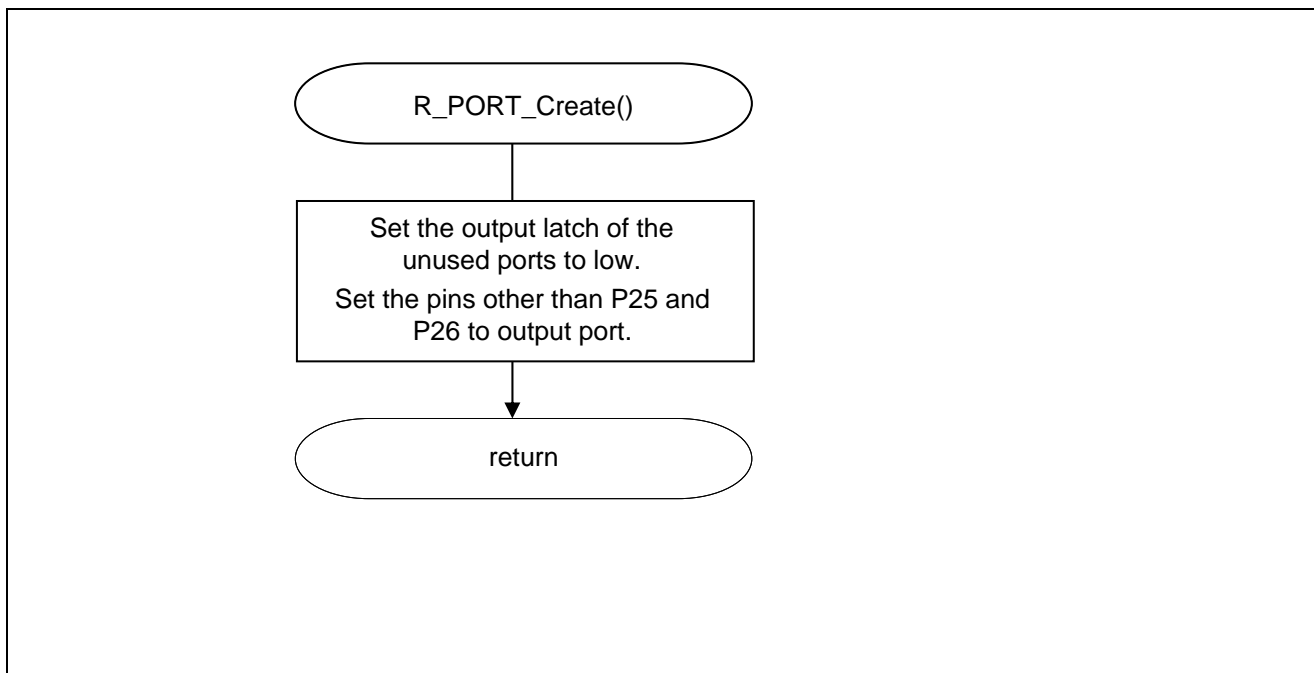 R_PORT_Create()
Set the output latch of the
unused ports to low.
Set the pins other than P25 and
P26 to output port.
return